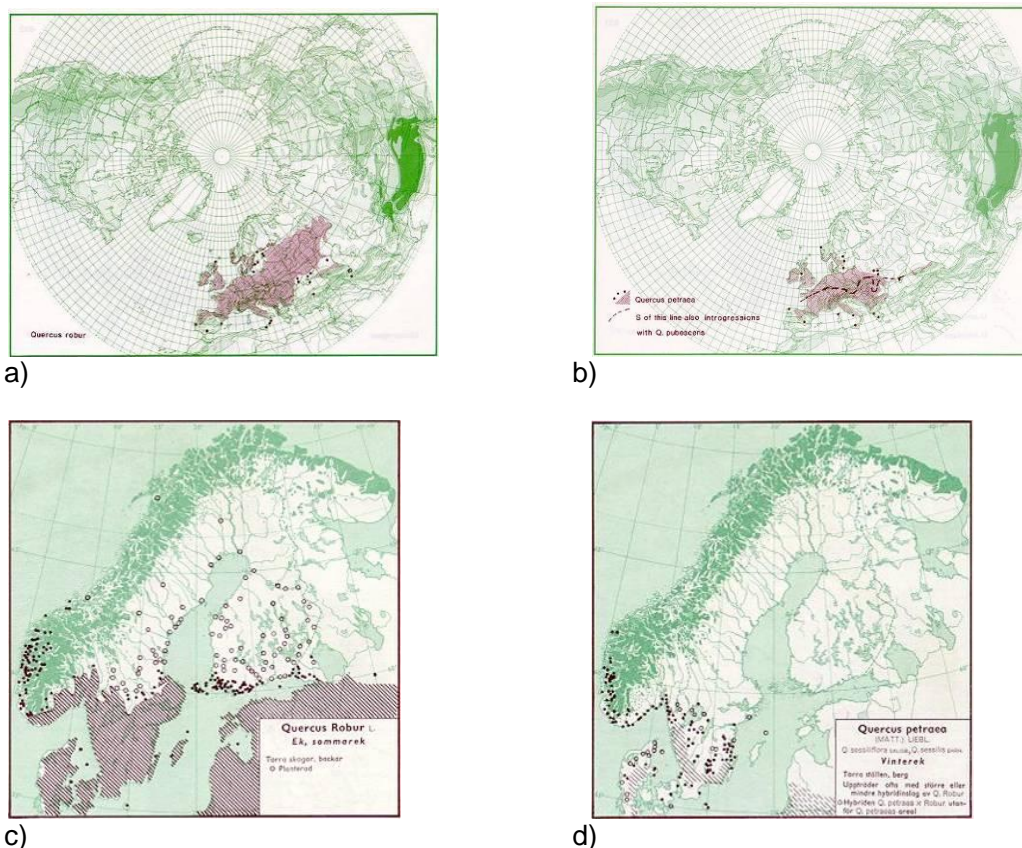 Quercus robur
a)
Quercus petraea
S of this line also introgressions
with Q. pubescens
b)
Quercus Robur L.
Ek, sommarek
Torra skogar, backar
Planterad
c)
Quercus petraea
(MATT.) LIEBL.
Q. sessiliflora Q. sessilis
Vinterek
Torra ställen, berg
Uppträder ofta med större eller
mindre hybridinslag av Q. Robur
Hybriden Q. petraea x Robur utan-
för Q. petraeas areal
d)